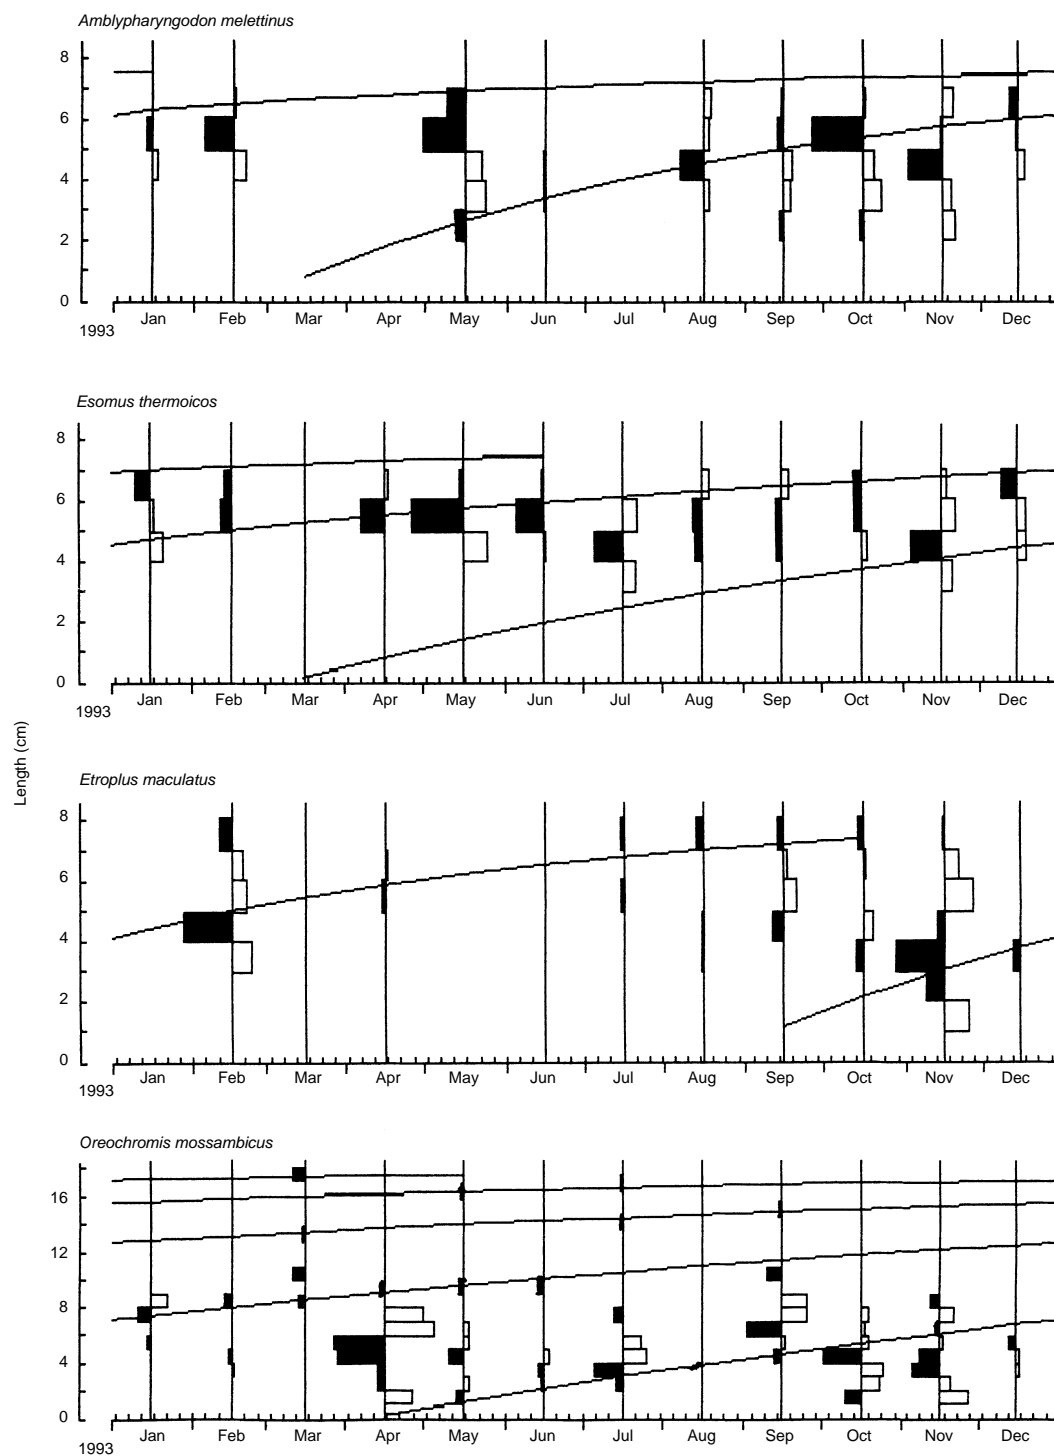 Amblypharyngodon melettinus
8
6
4
2
0
Jan Feb Mar Apr May Jun Jul Aug Sep Oct Nov Dec
1993
Esomus thermoicos
8
6
4
2
0
Jan Feb Mar Apr May Jun Jul Aug Sep Oct Nov Dec
1993
Length (cm)
Etroplus maculatus
8
6
4
2
0
Jan Feb Mar Apr May Jun Jul Aug Sep Oct Nov Dec
1993
Oreochromis mossambicus
16
12
8
4
0
Jan Feb Mar Apr May Jun Jul Aug Sep Oct Nov Dec
1993